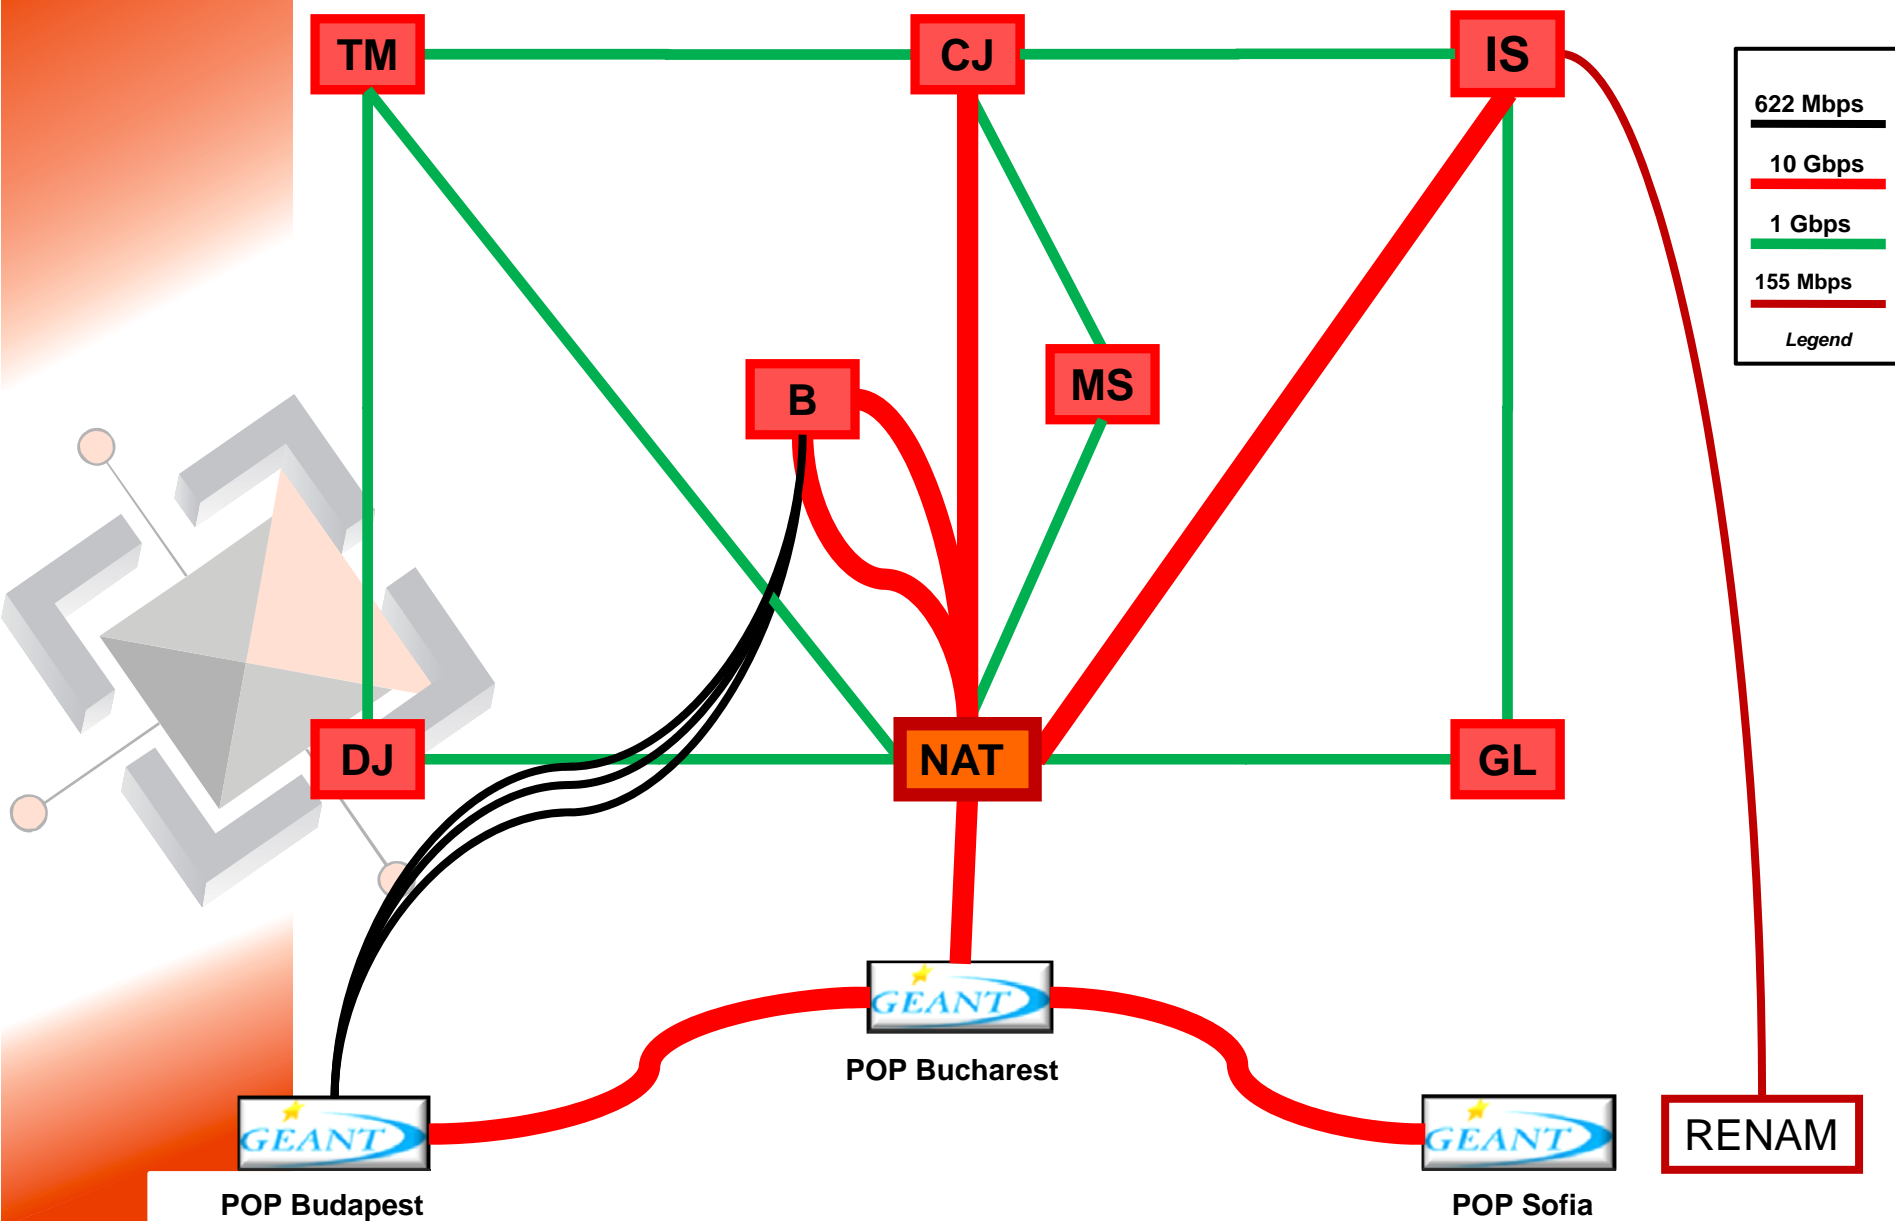 TM
CJ
IS
622 Mbps
10 Gbps
1 Gbps
155 Mbps
Legend
B
MS
DJ
NAT
GL
GEANT
POP Bucharest
GEANT
GEANT
RENAM
POP Budapest
POP Sofia